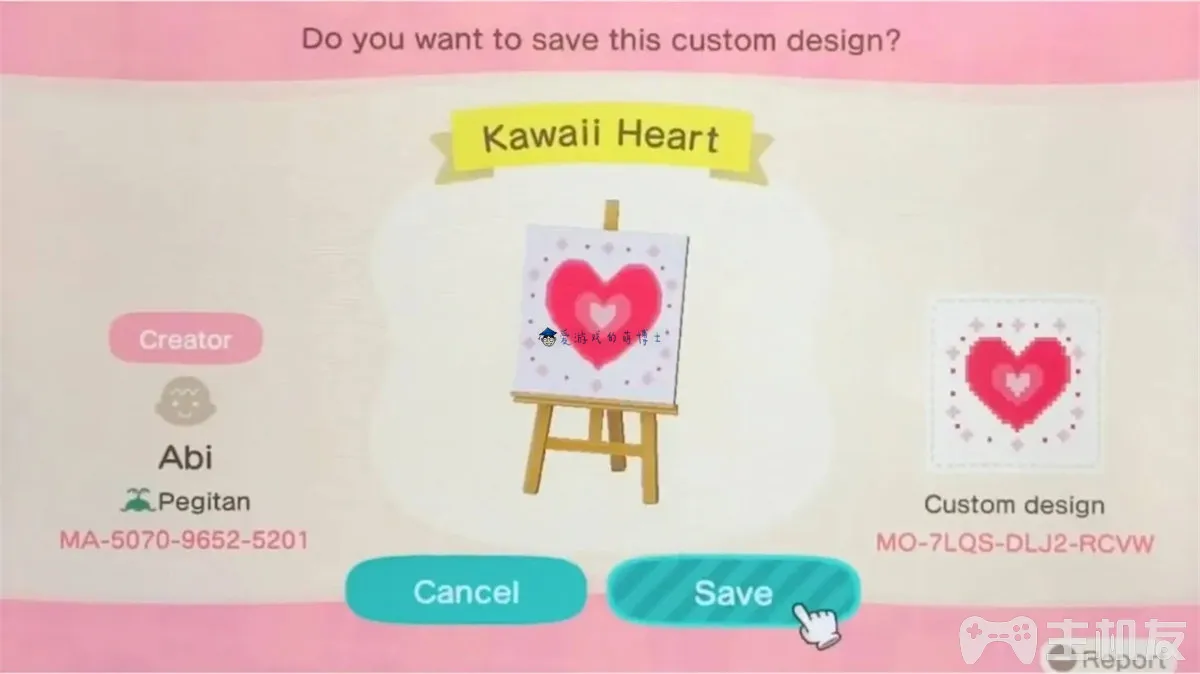 Do you want to save this custom design?
Kawaii Heart
爱游戏的萌博士
Creator
Abi
Pegitan
MA-5070-9652-5201
Custom design
MO-7LQS-DLJ2-RCVW
Cancel
Save
主机友
Report